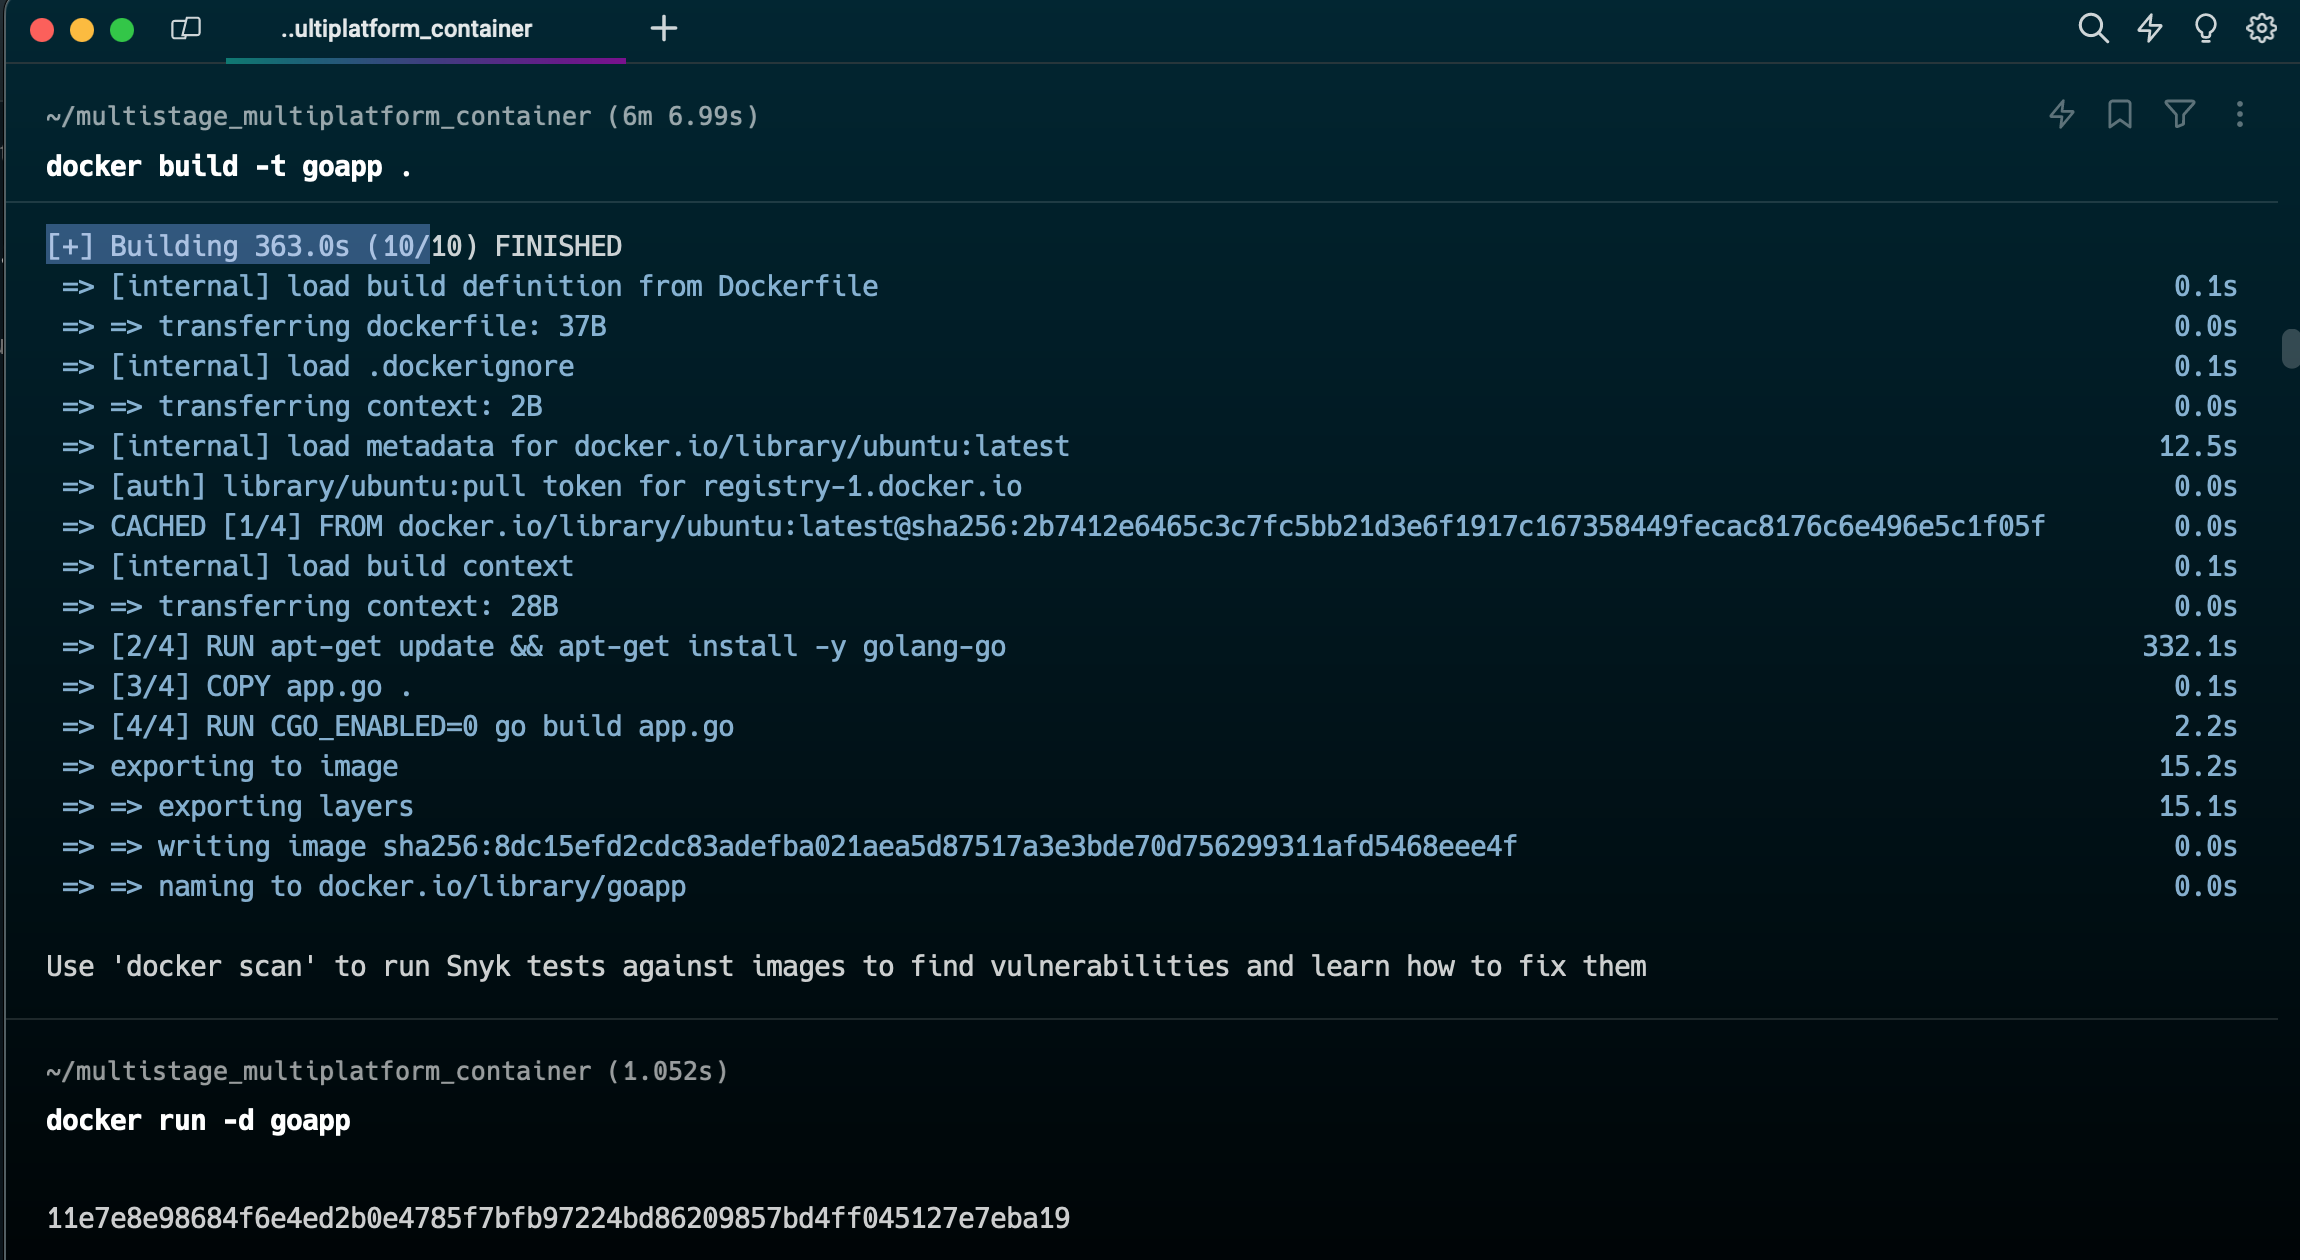 ..ultiplatform_container
~/multistage_multiplatform_container (6m 6.99s)
docker build -t goapp .
[+] Building 363.0s (10/10) FINISHED
=> [internal] load build definition from Dockerfile 0.1s
=> => transferring dockerfile: 37B 0.0s
=> [internal] load .dockerignore 0.1s
=> => transferring context: 2B 0.0s
=> [internal] load metadata for docker.io/library/ubuntu:latest 12.5s
=> [auth] library/ubuntu:pull token for registry-1.docker.io 0.0s
=> CACHED [1/4] FROM docker.io/library/ubuntu:latest@sha256:2b7412e6465c3c7fc5bb21d3e6f1917c167358449fecac8176c6e496e5c1f05f 0.0s
=> [internal] load build context 0.1s
=> => transferring context: 28B 0.0s
=> [2/4] RUN apt-get update && apt-get install -y golang-go 332.1s
=> [3/4] COPY app.go . 0.1s
=> [4/4] RUN CGO_ENABLED=0 go build app.go 2.2s
=> exporting to image 15.2s
=> => exporting layers 15.1s
=> => writing image sha256:8dc15efd2cdc83adefba021aea5d87517a3e3bde70d756299311afd5468eee4f 0.0s
=> => naming to docker.io/library/goapp 0.0s
Use 'docker scan' to run Snyk tests against images to find vulnerabilities and learn how to fix them
~/multistage_multiplatform_container (1.052s)
docker run -d goapp
11e7e8e98684f6e4ed2b0e4785f7bfb97224bd86209857bd4ff045127e7eba19